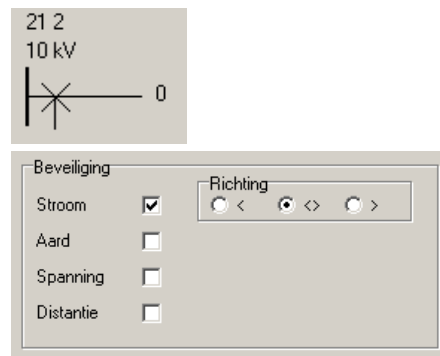 21 2
10 kV
0
Beveiliging
Richting
Stroom
< <> >
Aard
Spanning
Distantie